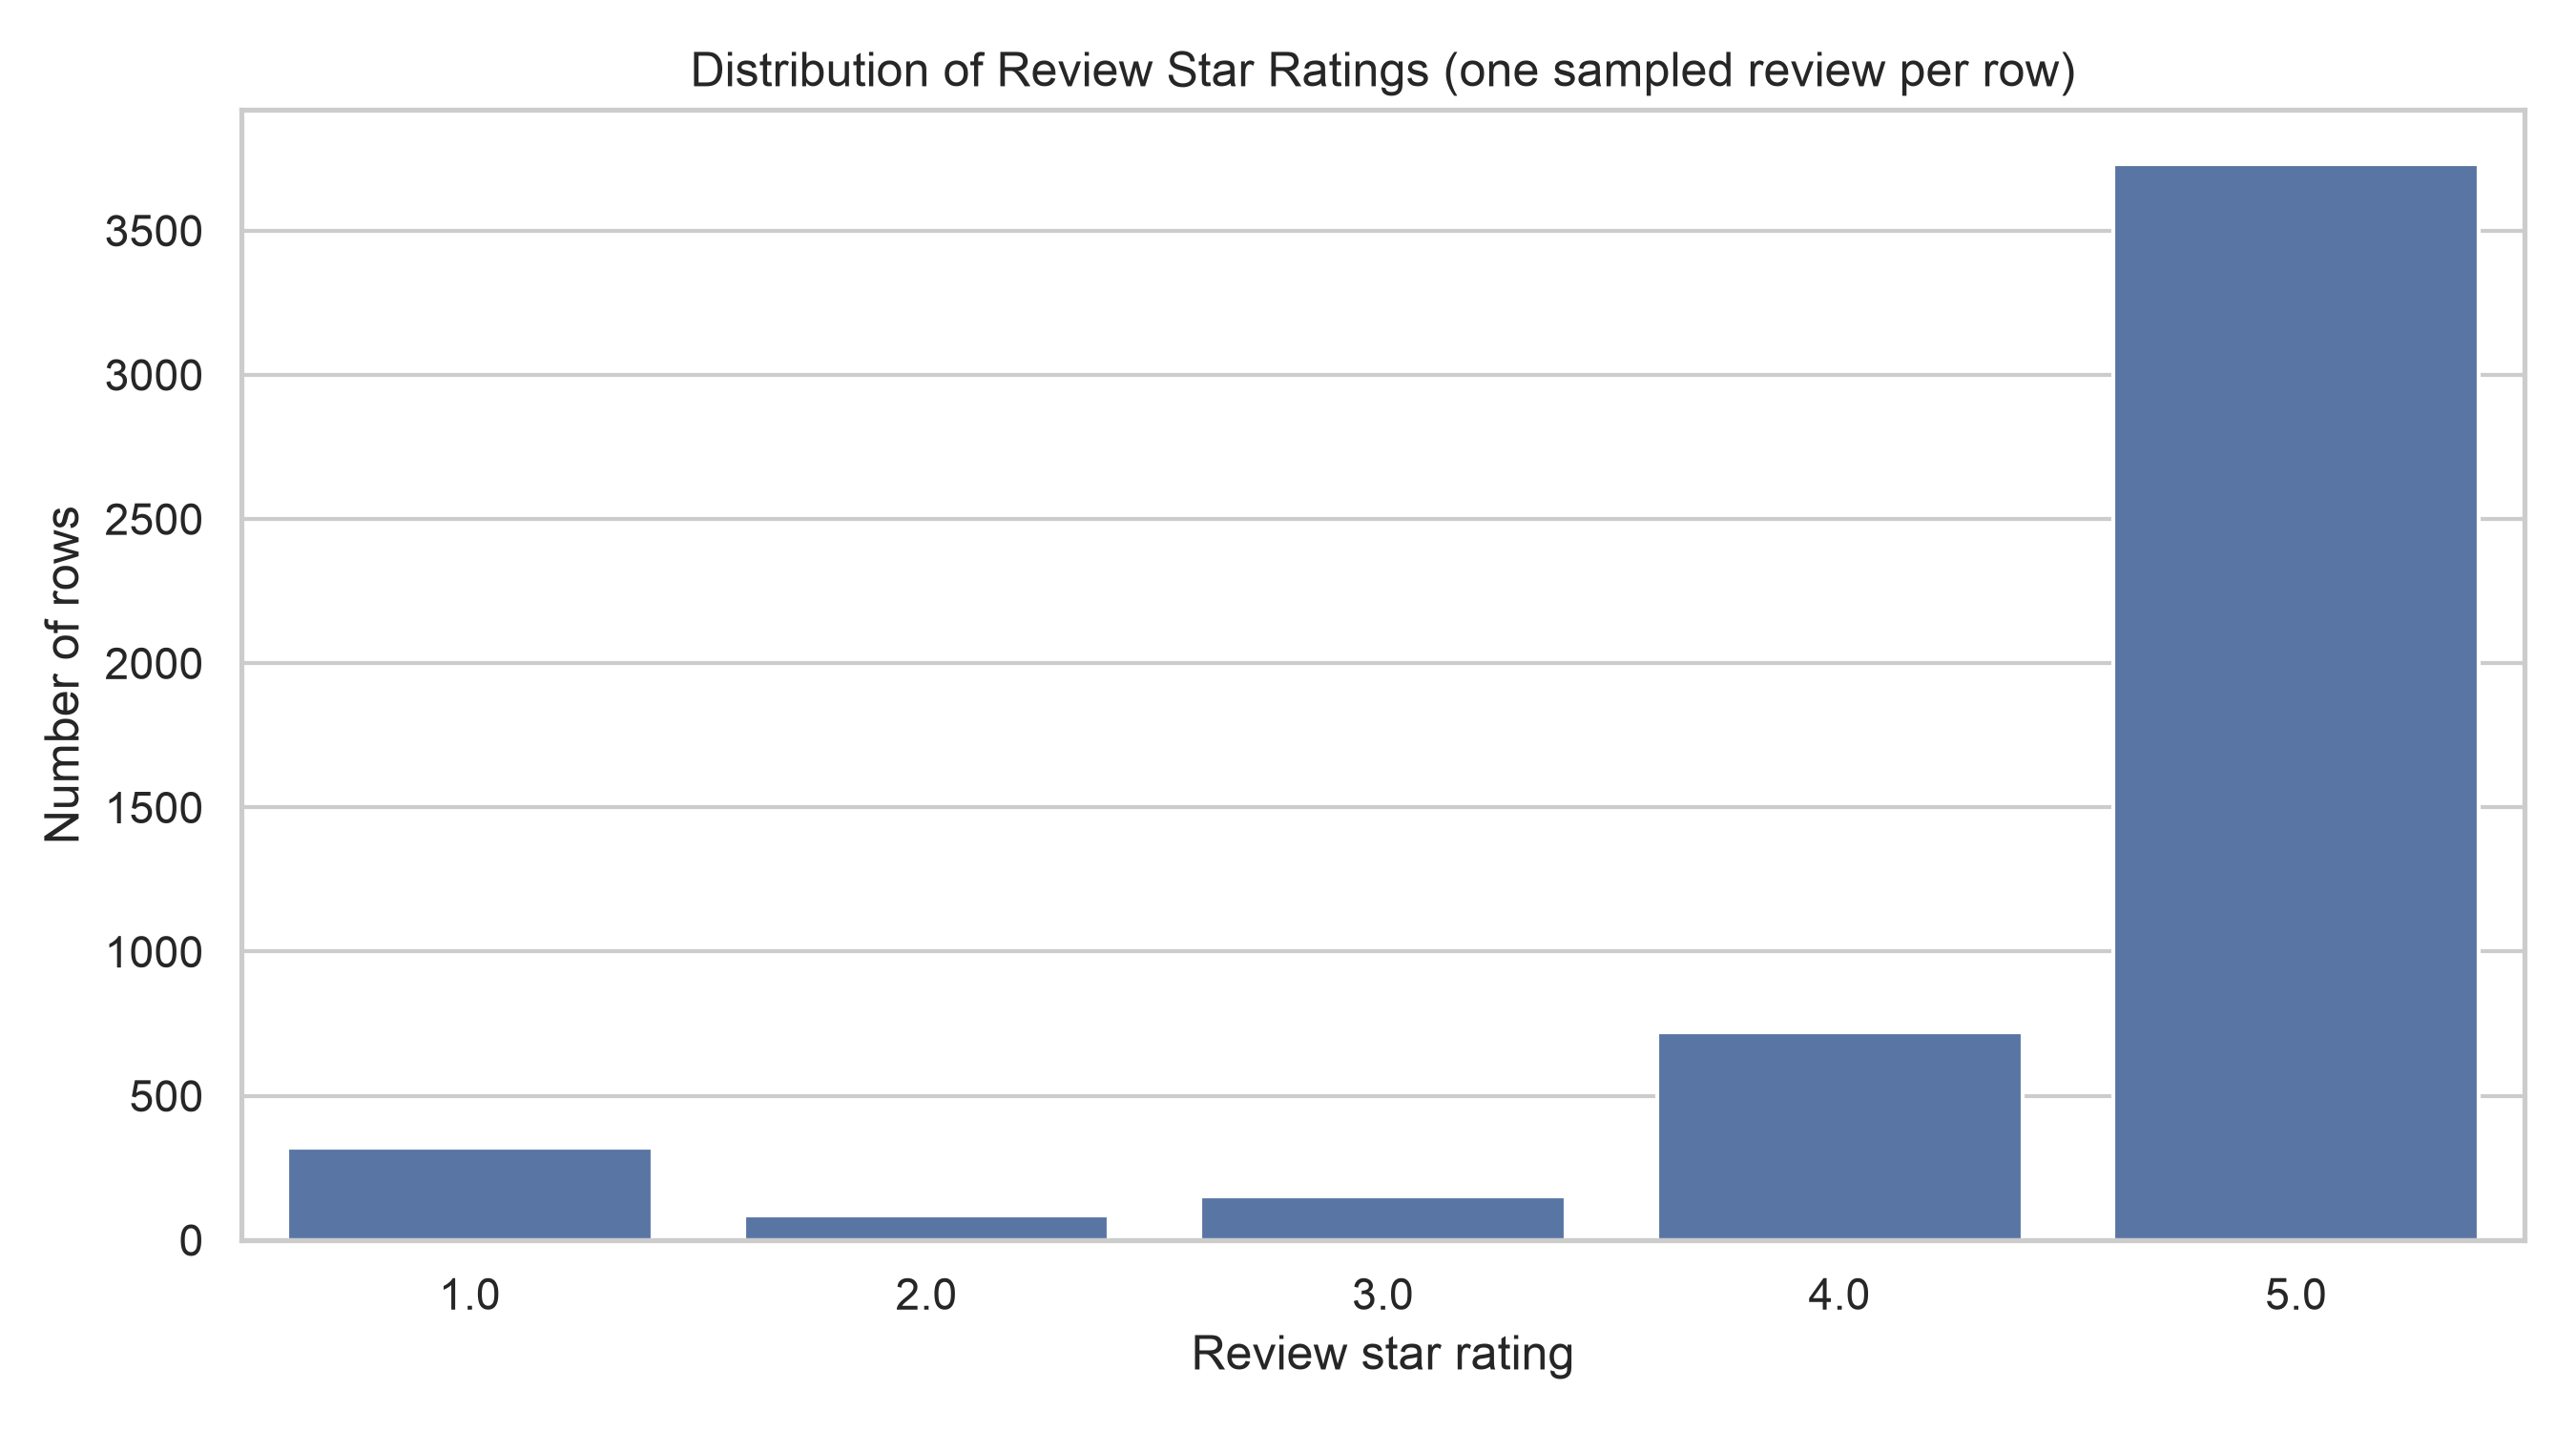 Distribution of Review Star Ratings (one sampled review per row)
Number of rows
3500
3000
2500
2000
1500
1000
500
0
1.0 2.0 3.0 4.0 5.0
Review star rating